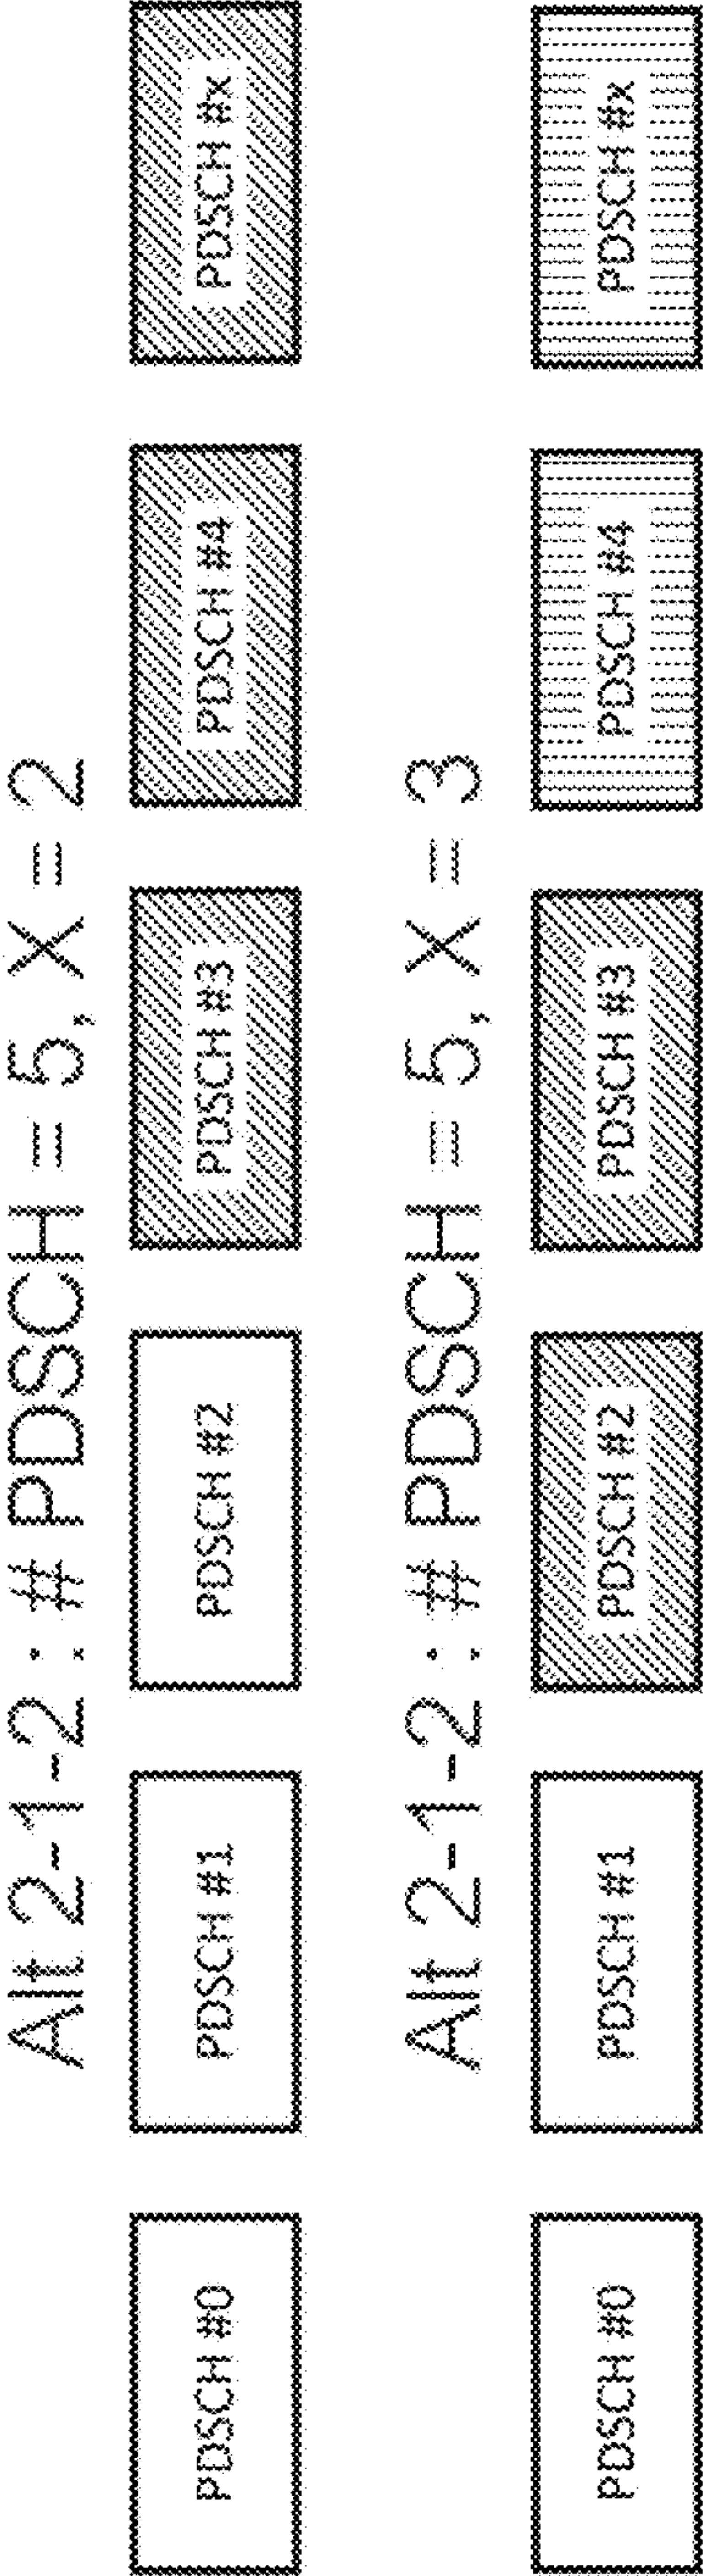 Alt 2-1-2 : # PDSCH = 5, X = 2
PDSCH #0 PDSCH #1 PDSCH #2 PDSCH #3 PDSCH #4 PDSCH #x
Alt 2-1-2 : # PDSCH = 5, X = 3
PDSCH #0 PDSCH #1 PDSCH #2 PDSCH #3 PDSCH #4 PDSCH #x